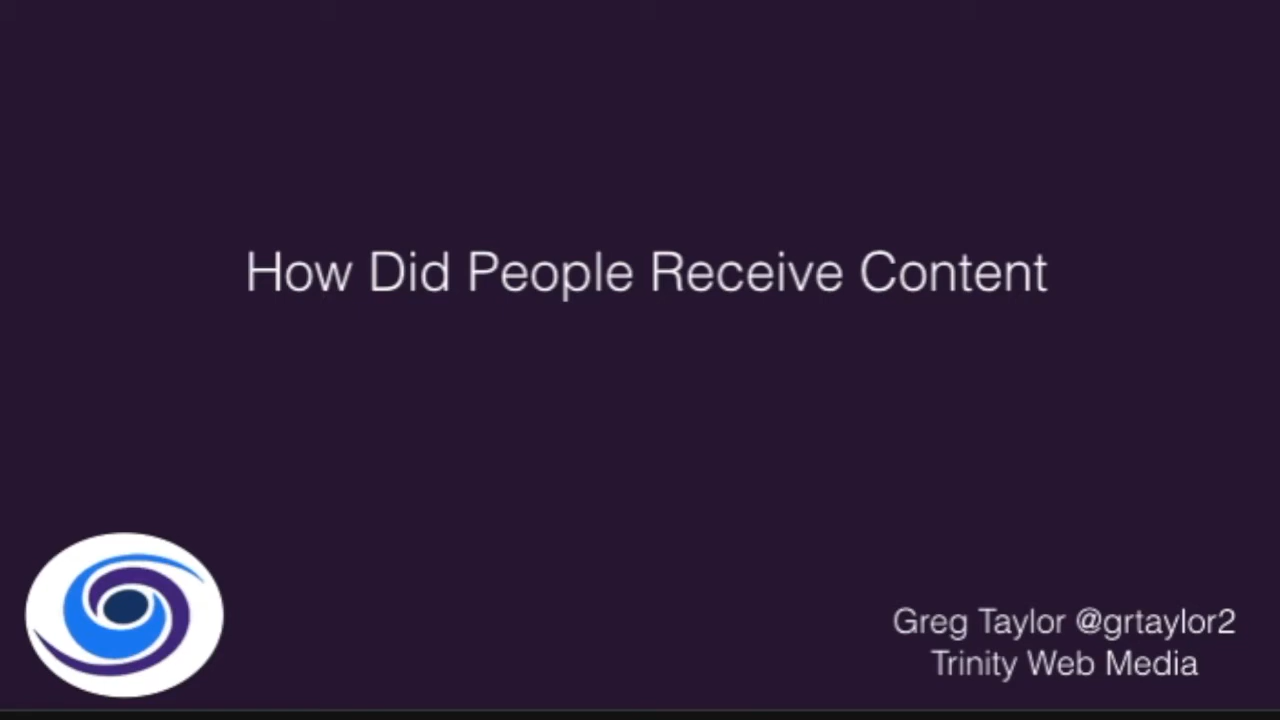 How Did People Receive Content
Greg Taylor @grtaylor2
Trinity Web Media